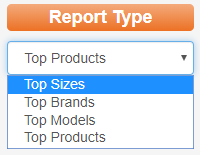 Report Type
Top Products
Top Sizes
Top Brands
Top Models
Top Products